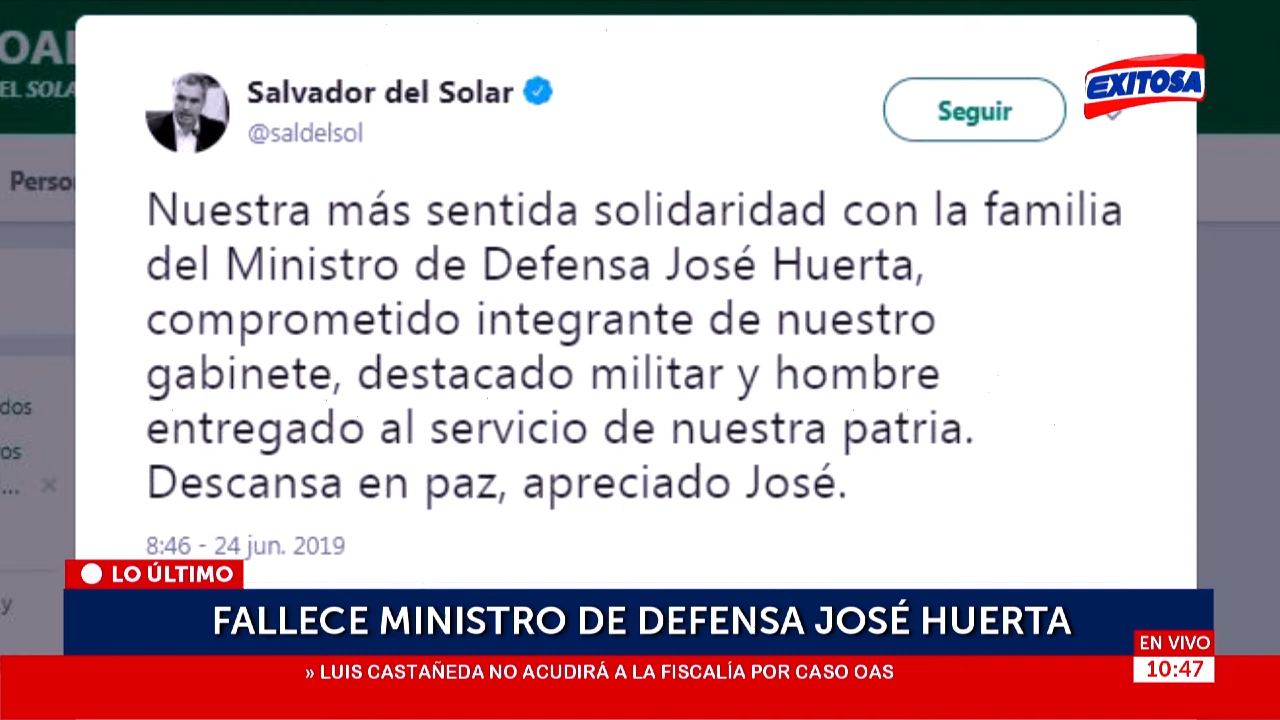 Salvador del Solar
@saldelsol
Seguir
EXITOSA
Perso
Nuestra más sentida solidaridad con la familia
del Ministro de Defensa José Huerta,
comprometido integrante de nuestro
gabinete, destacado militar y hombre
entregado al servicio de nuestra patria.
Descansa en paz, apreciado José.
8:46 - 24 jun. 2019
dos
os
...
y
LO ÚLTIMO
FALLECE MINISTRO DE DEFENSA JOSÉ HUERTA
EN VIVO
10:47
» LUIS CASTAÑEDA NO ACUDIRÁ A LA FISCALÍA POR CASO OAS